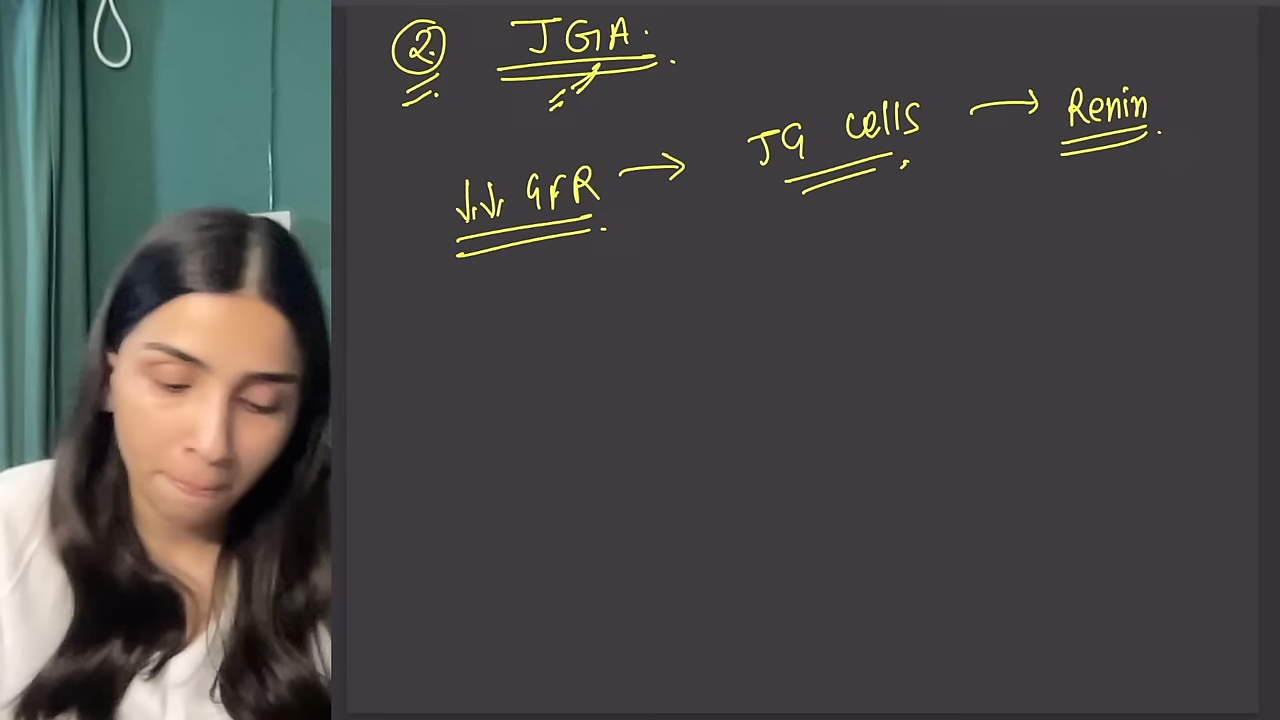 2. JGA.
↓↓ GFR → JG cells → Renin